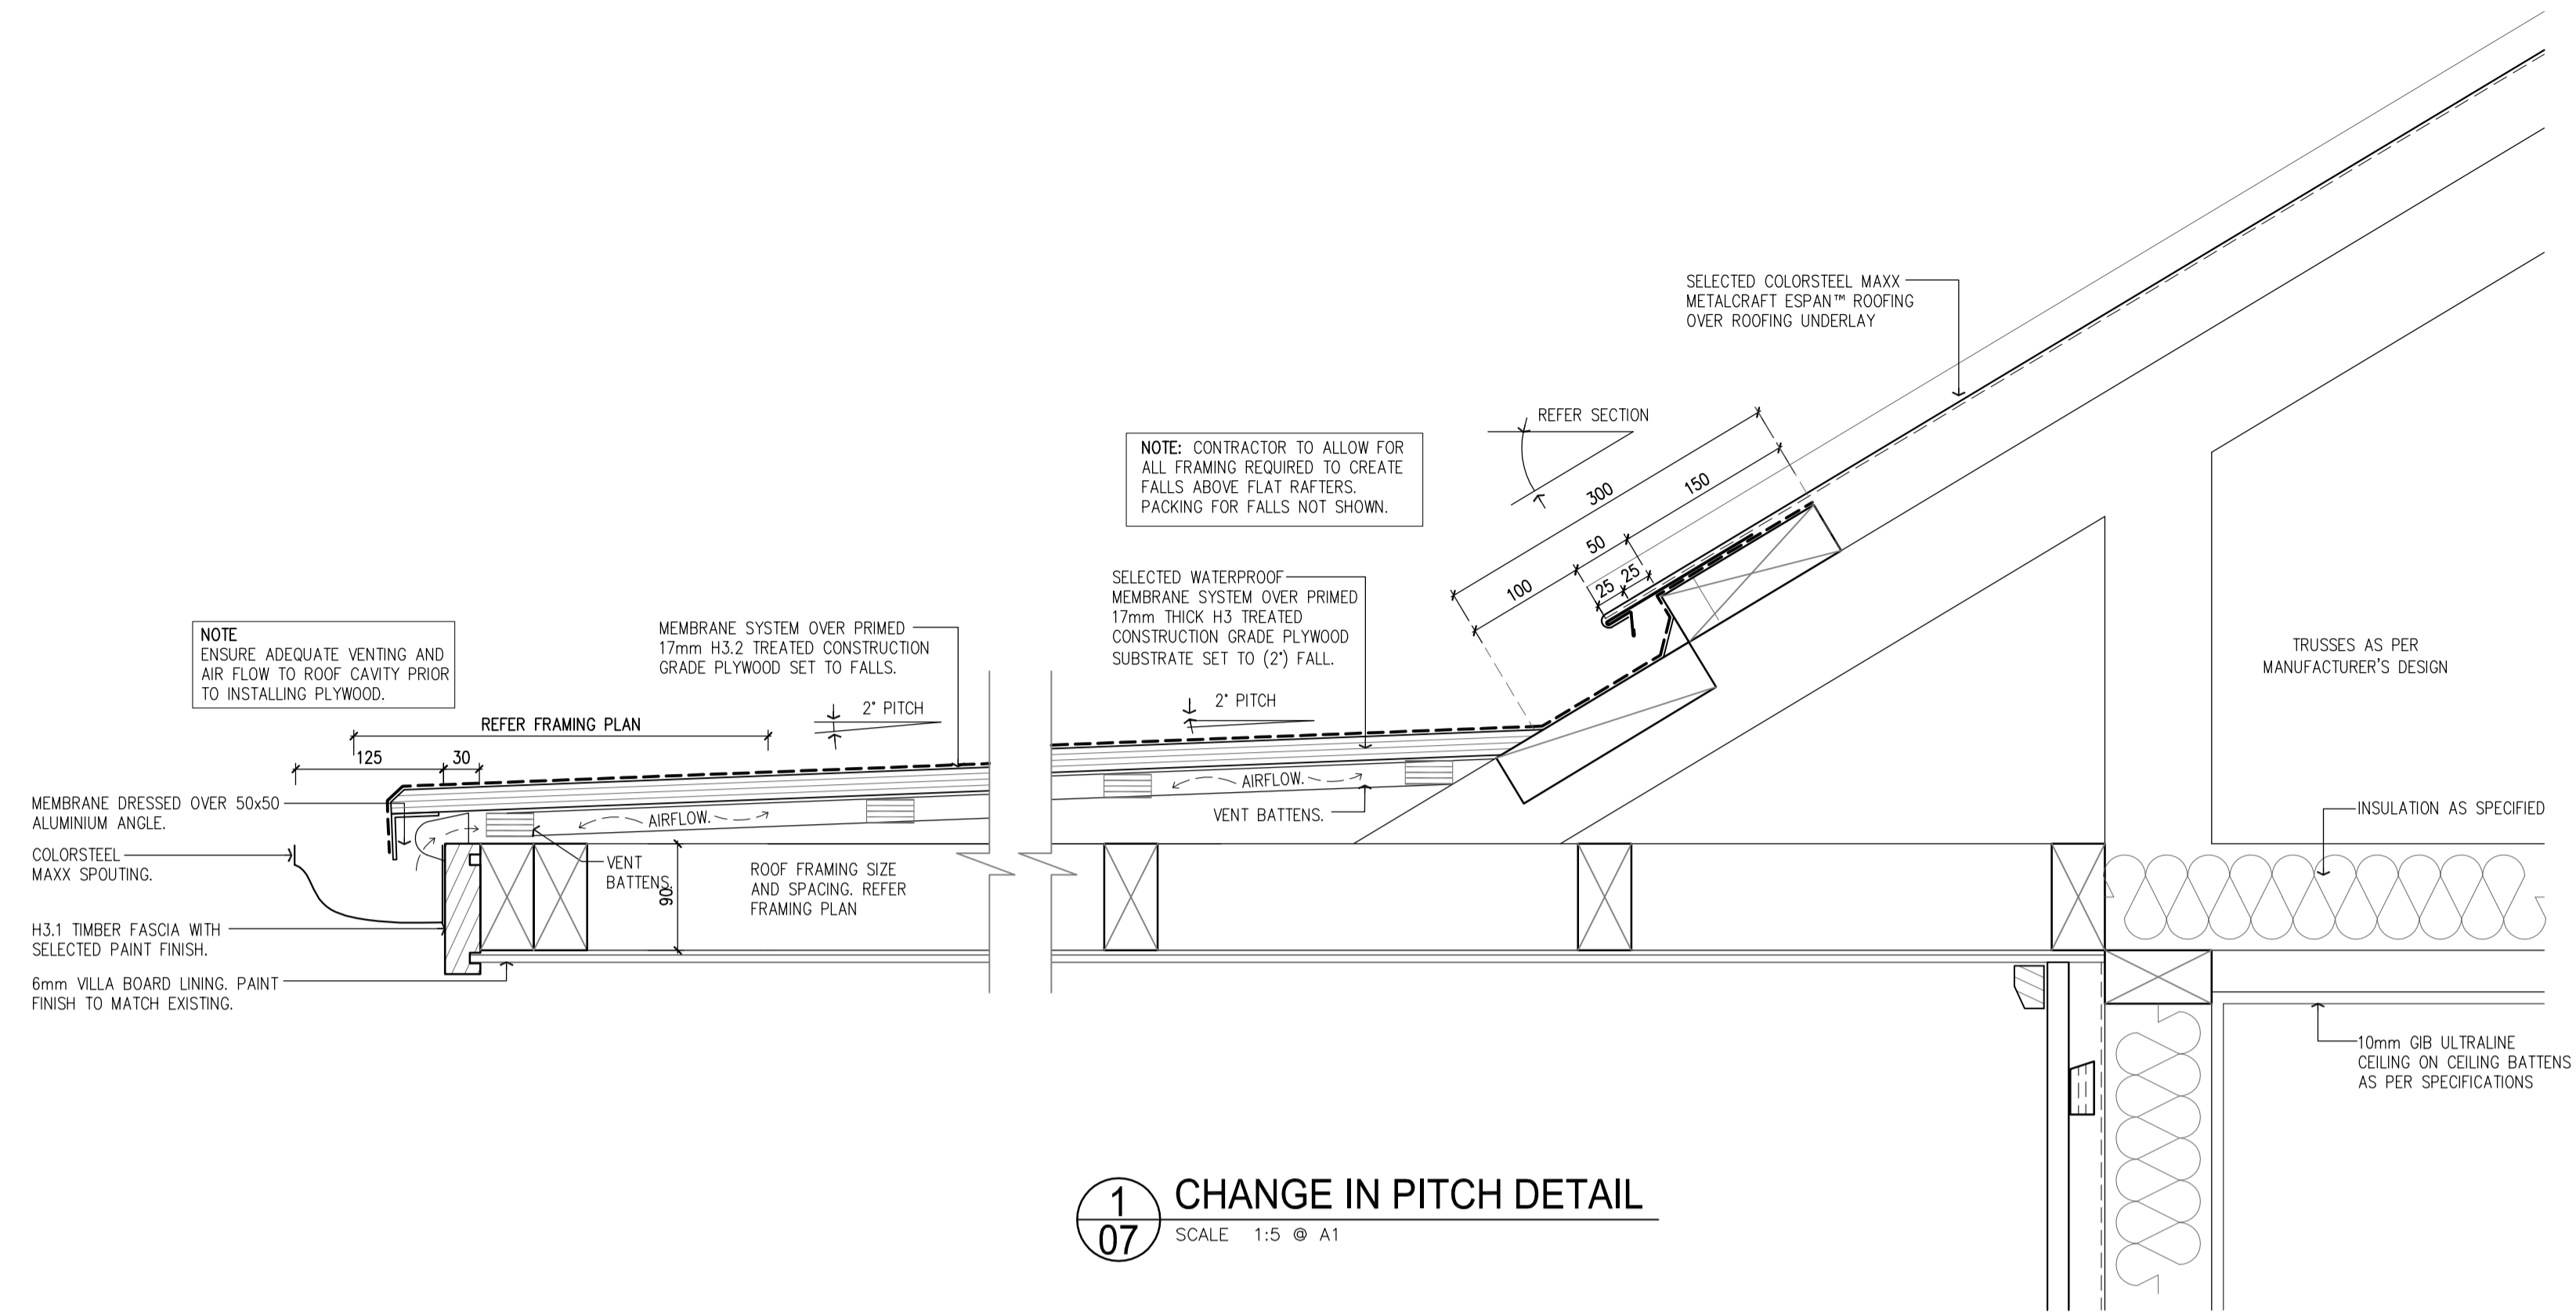 SELECTED COLORSTEEL MAXX
METALCRAFT ESPAN™ ROOFING
OVER ROOFING UNDERLAY
REFER SECTION
NOTE: CONTRACTOR TO ALLOW FOR
ALL FRAMING REQUIRED TO CREATE
FALLS ABOVE FLAT RAFTERS.
PACKING FOR FALLS NOT SHOWN.
300
150
50
100
25
25
SELECTED WATERPROOF
MEMBRANE SYSTEM OVER PRIMED
17mm THICK H3 TREATED
CONSTRUCTION GRADE PLYWOOD
SUBSTRATE SET TO (2°) FALL.
NOTE
ENSURE ADEQUATE VENTING AND
AIR FLOW TO ROOF CAVITY PRIOR
TO INSTALLING PLYWOOD.
MEMBRANE SYSTEM OVER PRIMED
17mm H3.2 TREATED CONSTRUCTION
GRADE PLYWOOD SET TO FALLS.
TRUSSES AS PER
MANUFACTURER'S DESIGN
2° PITCH
2° PITCH
REFER FRAMING PLAN
125
30
MEMBRANE DRESSED OVER 50x50
ALUMINIUM ANGLE.
AIRFLOW.
AIRFLOW.
VENT BATTENS.
INSULATION AS SPECIFIED
COLORSTEEL
MAXX SPOUTING.
VENT
BATTENS.
90
ROOF FRAMING SIZE
AND SPACING. REFER
FRAMING PLAN
H3.1 TIMBER FASCIA WITH
SELECTED PAINT FINISH.
6mm VILLA BOARD LINING. PAINT
FINISH TO MATCH EXISTING.
10mm GIB ULTRALINE
CEILING ON CEILING BATTENS
AS PER SPECIFICATIONS
1
07
CHANGE IN PITCH DETAIL
SCALE 1:5 @ A1